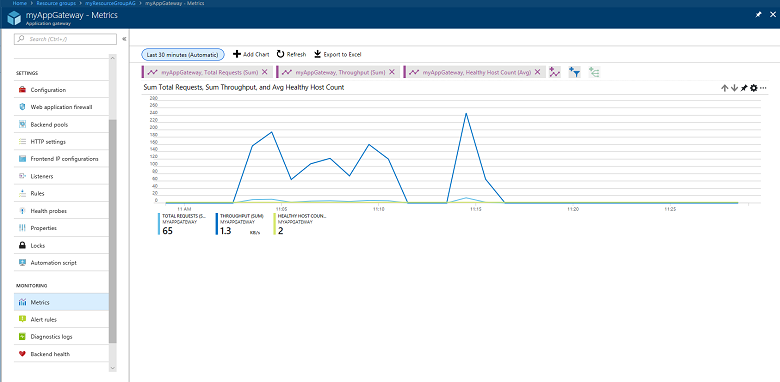 Home > Resource groups > myResourceGroupAG > myAppGateway - Metrics
myAppGateway - Metrics
Application gateway
Search (Ctrl+/)
SETTINGS
Configuration
Web application firewall
Backend pools
HTTP settings
Frontend IP configurations
Listeners
Rules
Health probes
Properties
Locks
Automation script
MONITORING
Metrics
Alert rules
Diagnostics logs
Backend health
Last 30 minutes (Automatic)
Add Chart
Refresh
Export to Excel
myAppGateway, Total Requests (Sum)
myAppGateway, Throughput (Sum)
myAppGateway, Healthy Host Count (Avg)
Sum Total Requests, Sum Throughput, and Avg Healthy Host Count
280
260
240
220
200
180
160
140
120
100
80
60
40
20
0
11 AM 11:05 11:10 11:15 11:20 11:25
TOTAL REQUESTS (S...
MYAPPGATEWAY
65
THROUGHPUT (SUM)
MYAPPGATEWAY
1.3 KB/s
HEALTHY HOST COUN...
MYAPPGATEWAY
2